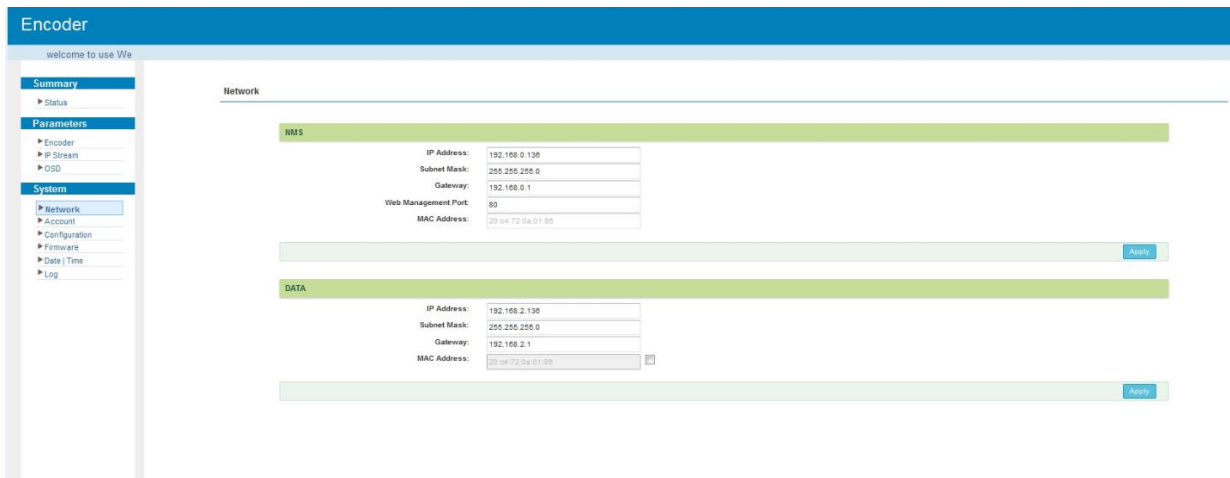 Encoder
welcome to use We
Summary
Status
Parameters
Encoder
IP Stream
OSD
System
Network
Account
Configuration
Firmware
Date | Time
Log
Network
NMS
IP Address: 192.168.0.136
Subnet Mask: 255.255.255.0
Gateway: 192.168.0.1
Web Management Port: 80
MAC Address:
Apply
DATA
IP Address: 192.168.2.136
Subnet Mask: 255.255.255.0
Gateway: 192.168.2.1
MAC Address:
Apply